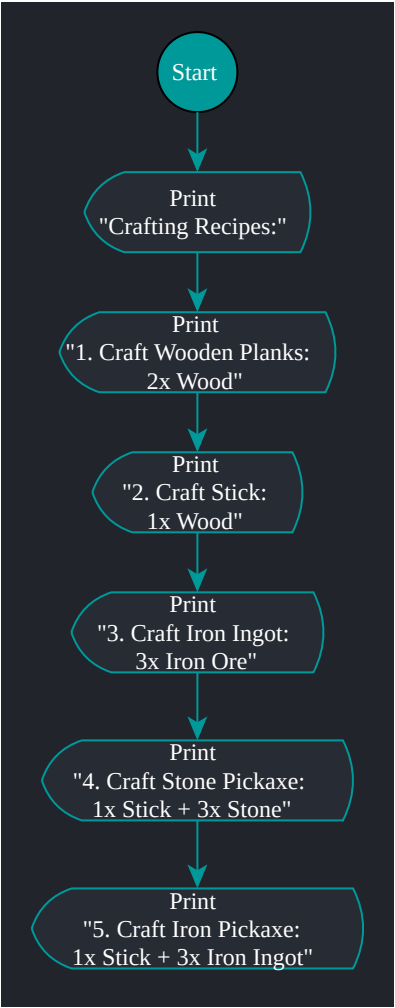 Start
Print
"Crafting Recipes:"
Print
"1. Craft Wooden Planks:
2x Wood"
Print
"2. Craft Stick:
1x Wood"
Print
"3. Craft Iron Ingot:
3x Iron Ore"
Print
"4. Craft Stone Pickaxe:
1x Stick + 3x Stone"
Print
"5. Craft Iron Pickaxe:
1x Stick + 3x Iron Ingot"